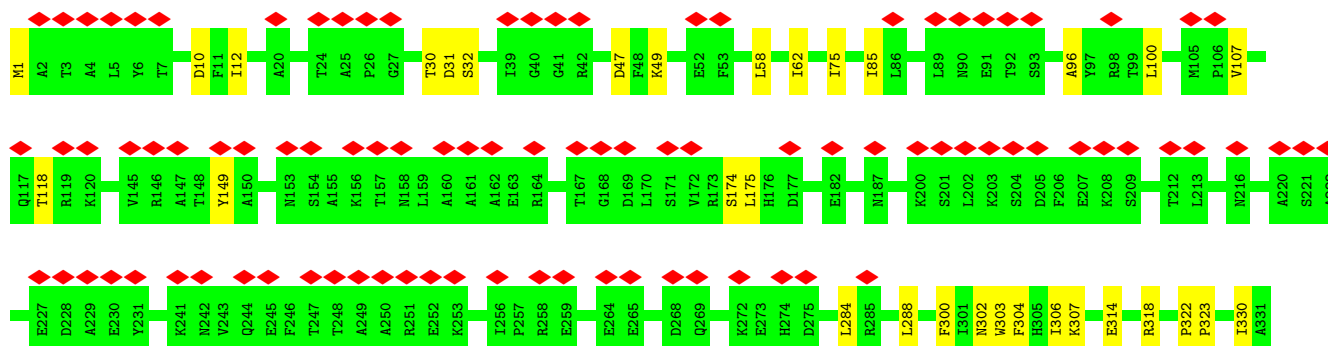 M1 A2 T3 A4 L5 Y6 T7 D10 F11 I12 A20 T24 A25 P26 G27 T30 D31 S32 I39 G40 G41 R42 D47 F48 K49 E52 F53 L58 I62 I75 I85 L86 L89 N90 E91 T92 S93 A96 Y97 R98 T99 L100 M105 P106 V107
Q117 T118 R119 K120 V145 R146 A147 T148 Y149 A150 N153 S154 A155 K156 T157 N158 L159 A160 A161 A162 E163 R164 T167 G168 D169 L170 S171 V172 R173 S174 L175 H176 D177 E182 N187 K200 S201 L202 K203 S204 D205 F206 E207 K208 S209 T212 L213 N216 A220 S221
E227 D228 A229 E230 Y231 K241 N242 V243 Q244 E245 F246 T247 T248 A249 A250 R251 E252 K253 I256 P257 R258 E259 E264 E265 D268 Q269 K272 E273 H274 D275 L284 R285 L288 F300 I301 N302 W303 F304 H305 I306 K307 E314 R318 P322 P323 I330 A331